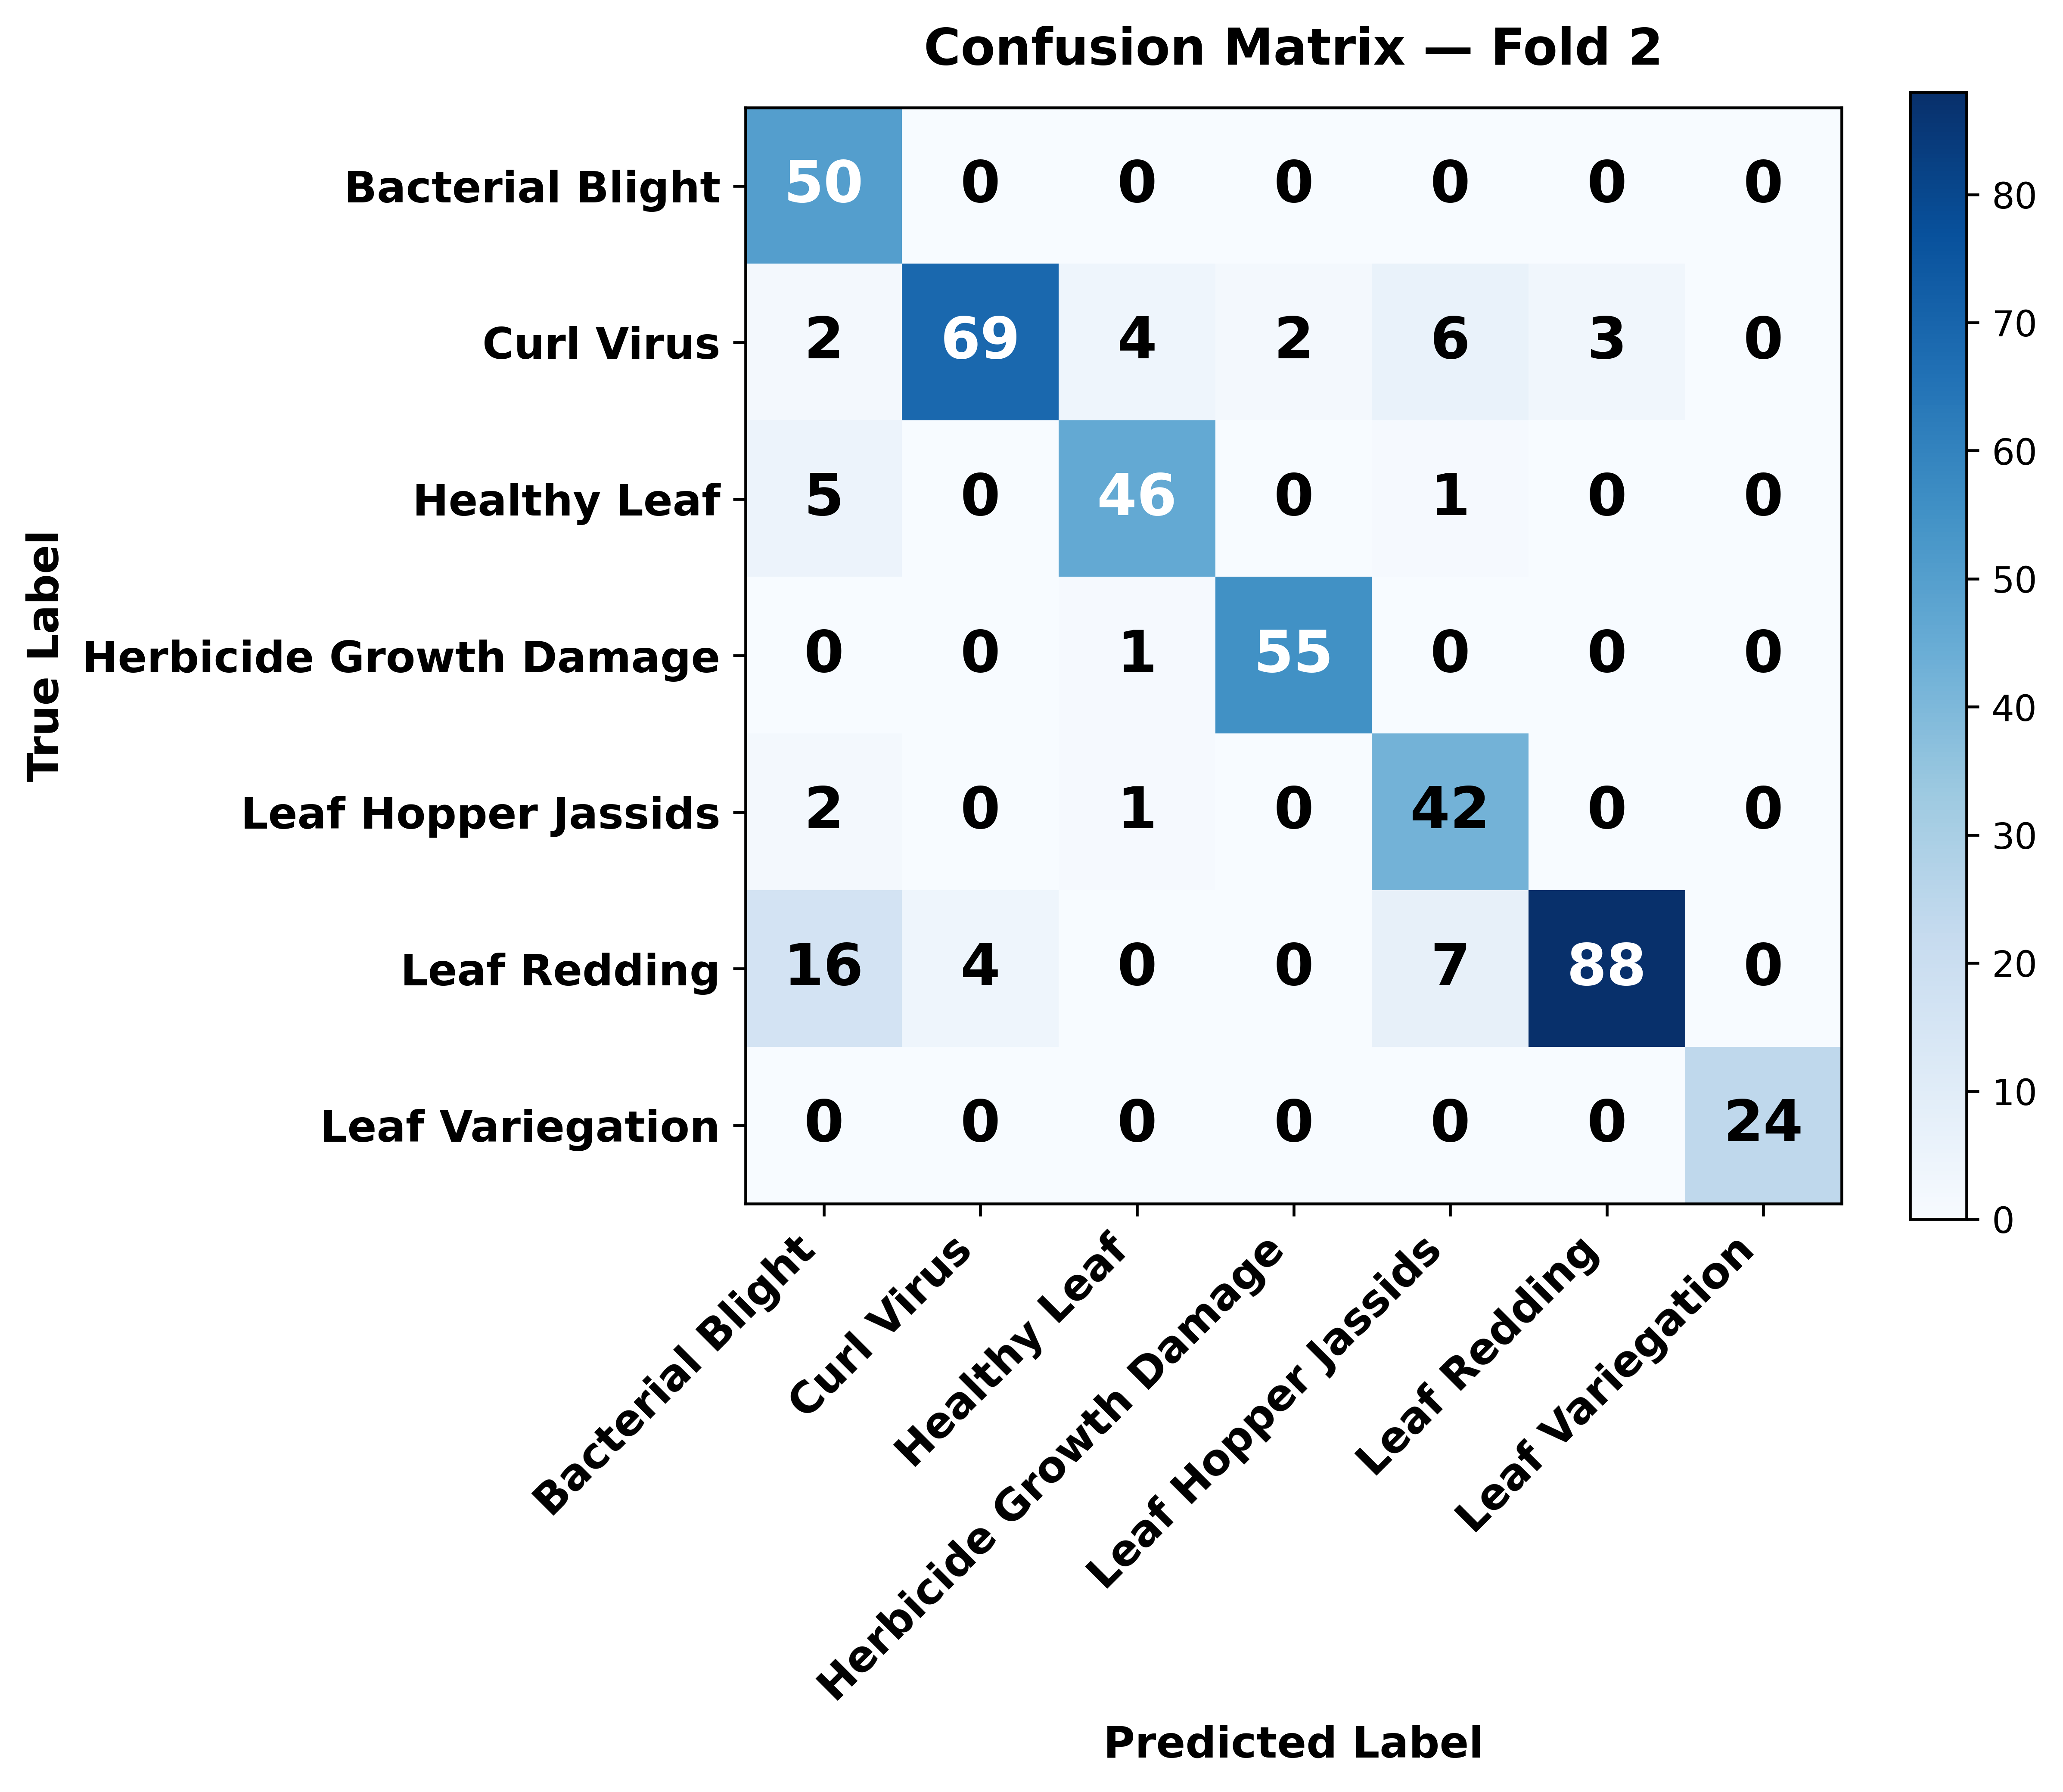 Confusion Matrix — Fold 2
True Label
Bacterial Blight 50 0 0 0 0 0 0
Curl Virus 2 69 4 2 6 3 0
Healthy Leaf 5 0 46 0 1 0 0
Herbicide Growth Damage 0 0 1 55 0 0 0
Leaf Hopper Jassids 2 0 1 0 42 0 0
Leaf Redding 16 4 0 0 7 88 0
Leaf Variegation 0 0 0 0 0 0 24
Bacterial Blight
Curl Virus
Healthy Leaf
Herbicide Growth Damage
Leaf Hopper Jassids
Leaf Redding
Leaf Variegation
Predicted Label
80
70
60
50
40
30
20
10
0